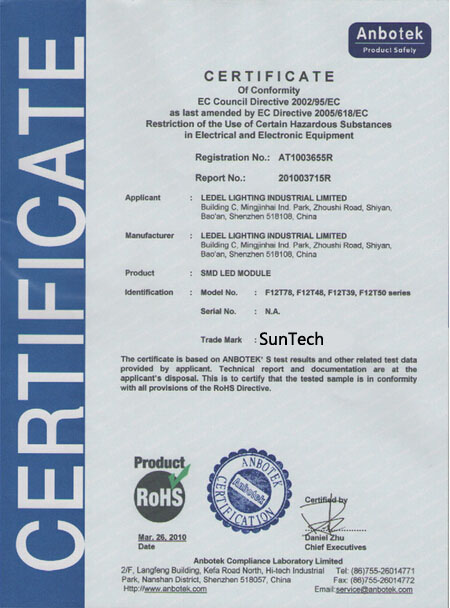 CERTIFICATE
Anbotek
Product Safety
CERTIFICATE
Of Conformity
EC Council Directive 2002/95/EC
as last amended by EC Directive 2005/618/EC
Restriction of the Use of Certain Hazardous Substances
in Electrical and Electronic Equipment
Registration No.: AT1003655R
Report No.: 201003715R
Applicant : LEDEL LIGHTING INDUSTRIAL LIMITED
Building C, Mingjinhai Ind. Park, Zhoushi Road, Shiyan,
Bao'an, Shenzhen 518108, China
Manufacturer : LEDEL LIGHTING INDUSTRIAL LIMITED
Building C, Mingjinhai Ind. Park, Zhoushi Road, Shiyan,
Bao'an, Shenzhen 518108, China
Product : SMD LED MODULE
Identification : Model No. : F12T78, F12T48, F12T39, F12T50 series
Serial No. : N.A.
Trade Mark : SunTech
The certificate is based on ANBOTEK' S test results and other related test data
provided by applicant. Technical report and documentation are at the
applicant's disposal. This is to certify that the tested sample is in conformity
with all provisions of the RoHS Directive.
Product
RoHS
ANBOTEK
Anbotek
CERTIFICATION
Certified by
Mar. 26, 2010
Date
Daniel Zhu
Chief Executives
Anbotek Compliance Laboratory Limited
2/F, Langfeng Building, Kefa Road North, Hi-tech Industrial Tel: (86)755-26014771
Park, Nanshan District, Shenzhen 518057, China Fax: (86)755-26014772
Http://www.anbotek.com Email:service@anbotek.com